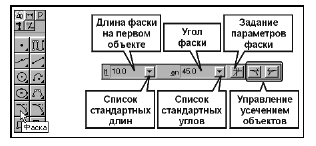 Длина фаски
на первом
объекте
Угол
фаски
Задание
параметров
фаски
10.0
45.0
Список
стандартных
длин
Список
стандартных
углов
Управление
усечением
объектов
Фаска